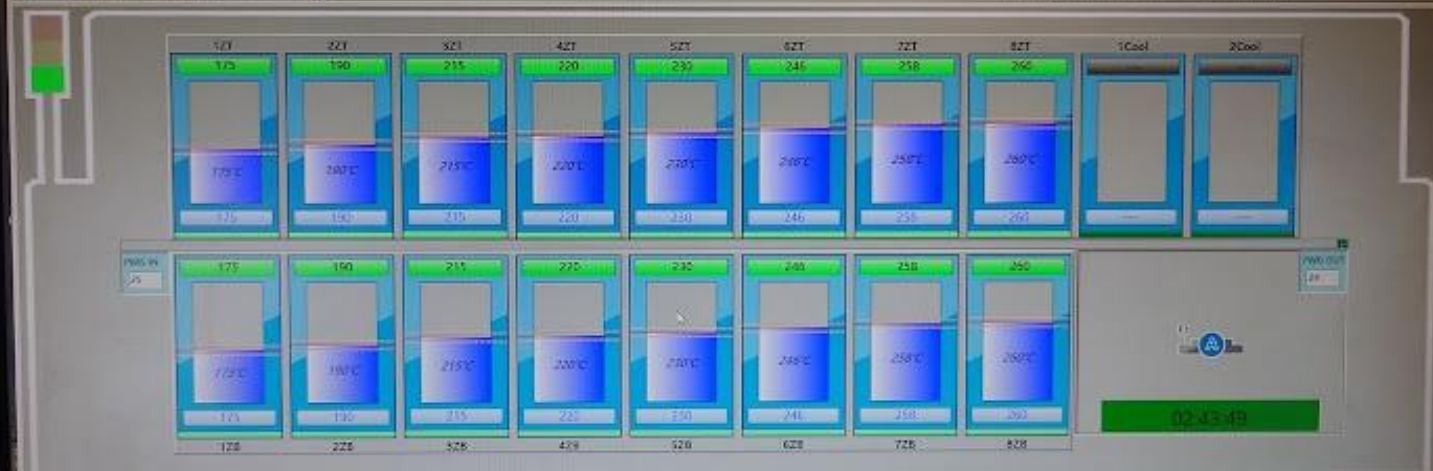 1ZT 2ZT 3ZT 4ZT 5ZT 6ZT 7ZT 8ZT 1Cool 2Cool
175 190 215 220 230 246 258 260
175°C 190°C 215°C 220°C 230°C 246°C 258°C 260°C
175 190 215 220 230 246 258 260
PWG IN PWG OUT
175 190 215 220 230 246 258 260
175°C 190°C 215°C 220°C 230°C 246°C 258°C 260°C
175 190 215 220 230 246 258 260
02:43:49
1ZB 2ZB 3ZB 4ZB 5ZB 6ZB 7ZB 8ZB